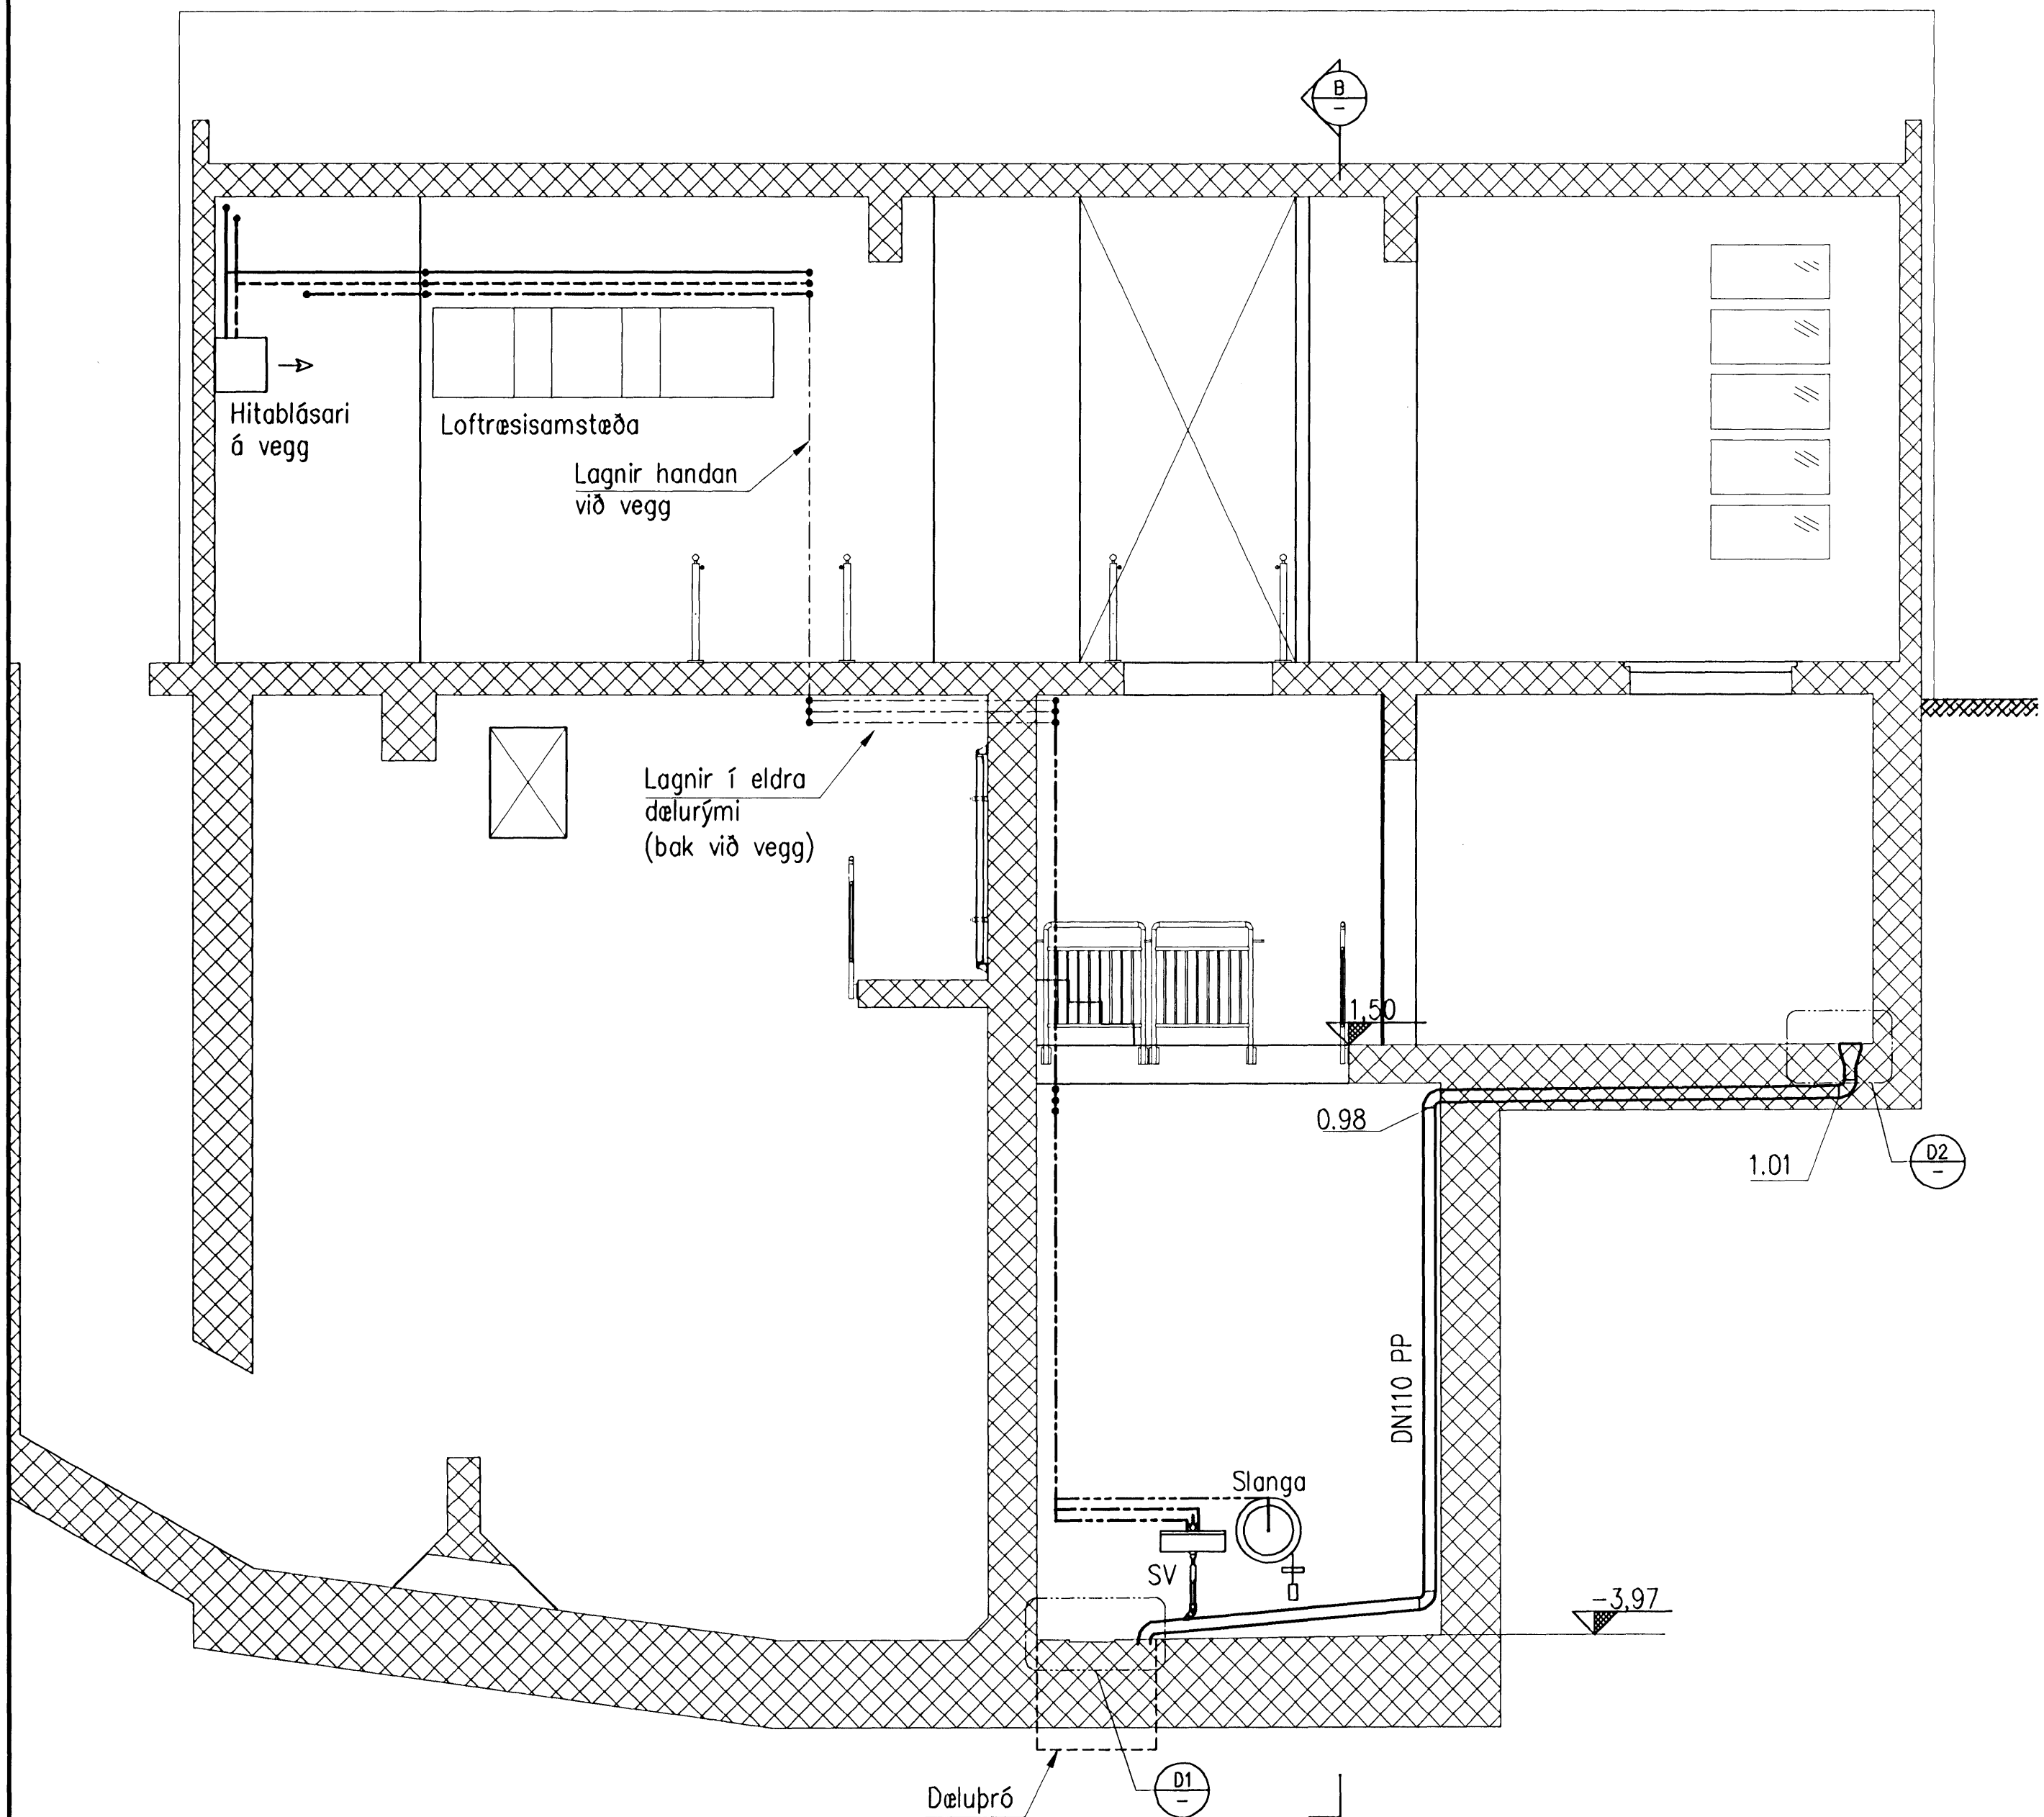 B
–
Hitablásari
á vegg
Loftræsisamstæða
Lagnir handan
við vegg
Lagnir í eldra
dælurými
(bak við vegg)
1,50
0.98
1.01
D2
–
DN110 PP
Slanga
SV
-3,97
D1
–
Dæluþró